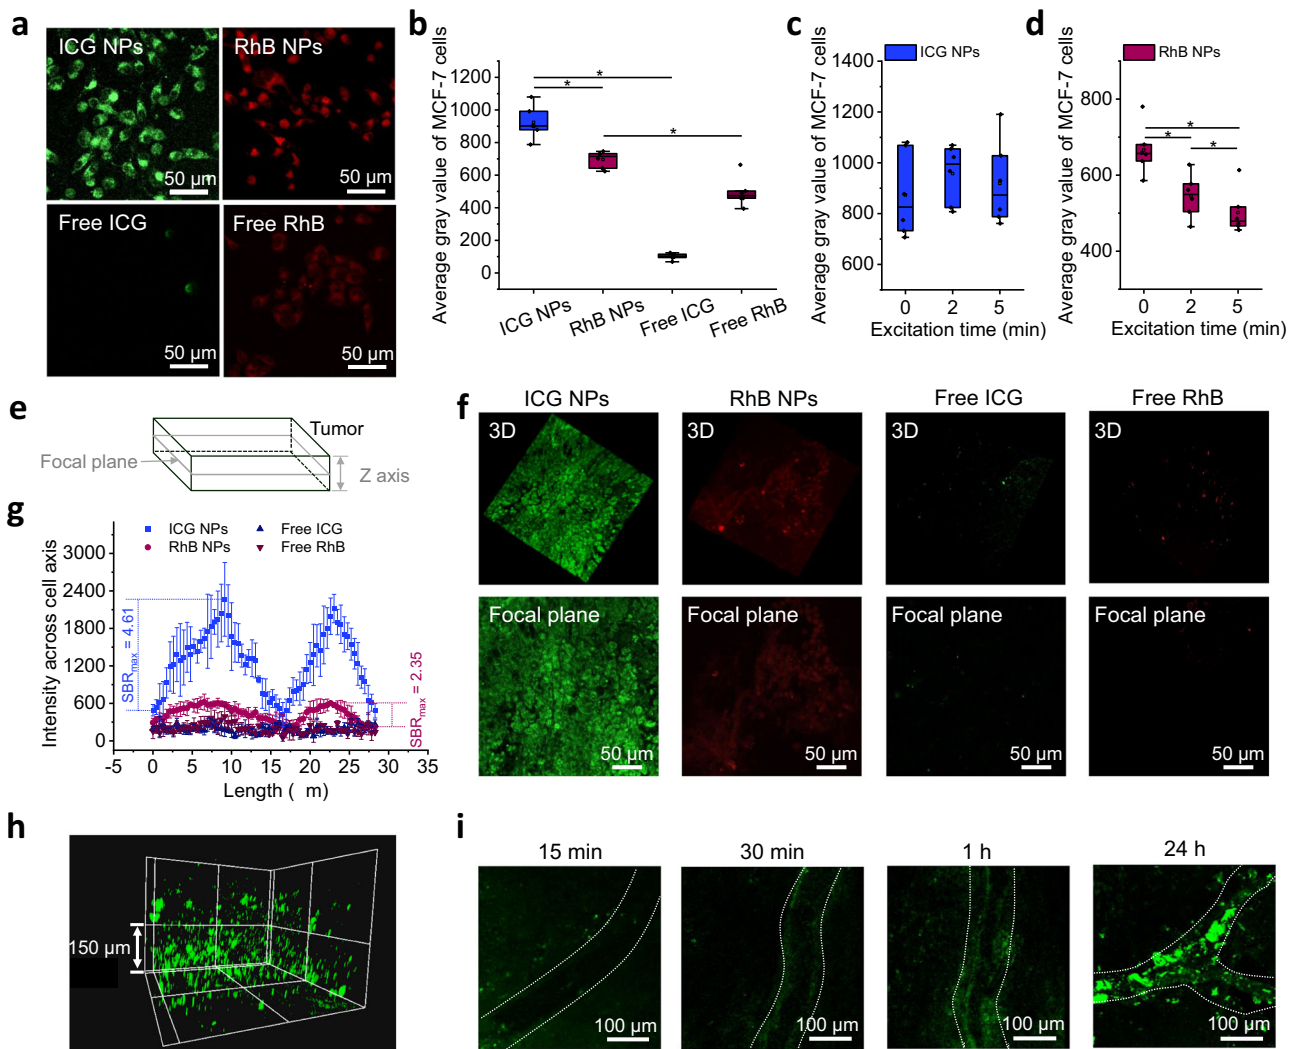 a
ICG NPs
RhB NPs
50 µm
50 µm
Free ICG
Free RhB
50 µm
50 µm
b
Average gray value of MCF-7 cells
1200
1000
800
600
400
200
0
*
*
*
ICG NPs
RhB NPs
Free ICG
Free RhB
c
ICG NPs
Average gray value of MCF-7 cells
1400
1200
1000
800
600
0
2
5
Excitation time (min)
d
RhB NPs
Average gray value of MCF-7 cells
800
600
400
*
*
*
0
2
5
Excitation time (min)
e
Tumor
Focal plane
Z axis
f
ICG NPs
RhB NPs
Free ICG
Free RhB
3D
3D
3D
3D
Focal plane
Focal plane
Focal plane
Focal plane
50 µm
50 µm
50 µm
50 µm
g
ICG NPs
Free ICG
RhB NPs
Free RhB
Intensity across cell axis
3000
2400
1800
1200
600
0
SBRmax = 4.61
SBRmax = 2.35
-5
0
5
10
15
20
25
30
35
Length ( m)
h
150 µm
i
15 min
30 min
1 h
24 h
100 µm
100 µm
100 µm
100 µm